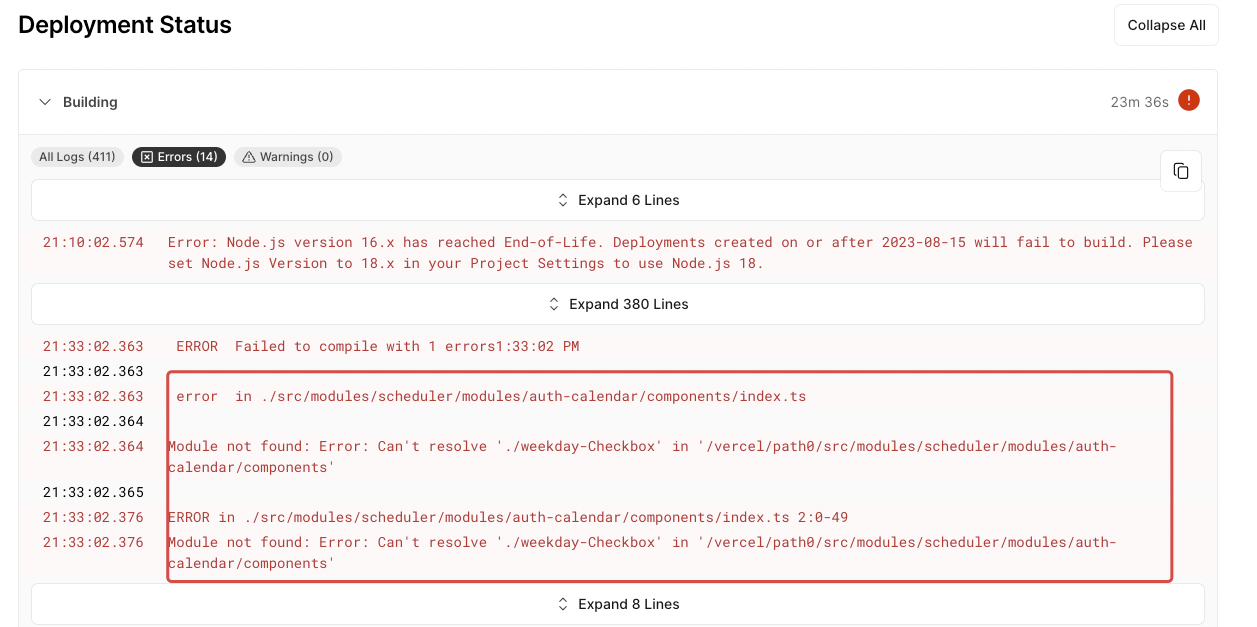 Deployment Status
Collapse All
Building
23m 36s
All Logs (411)
Errors (14)
Warnings (0)
Expand 6 Lines
21:10:02.574 Error: Node.js version 16.x has reached End-of-Life. Deployments created on or after 2023-08-15 will fail to build. Please
set Node.js Version to 18.x in your Project Settings to use Node.js 18.
Expand 380 Lines
21:33:02.363 ERROR  Failed to compile with 1 errors1:33:02 PM
21:33:02.363
21:33:02.363 error  in ./src/modules/scheduler/modules/auth-calendar/components/index.ts
21:33:02.364
21:33:02.364 Module not found: Error: Can't resolve './weekday-Checkbox' in '/vercel/path0/src/modules/scheduler/modules/auth-
calendar/components'
21:33:02.365
21:33:02.376 ERROR in ./src/modules/scheduler/modules/auth-calendar/components/index.ts 2:0-49
21:33:02.376 Module not found: Error: Can't resolve './weekday-Checkbox' in '/vercel/path0/src/modules/scheduler/modules/auth-
calendar/components'
Expand 8 Lines